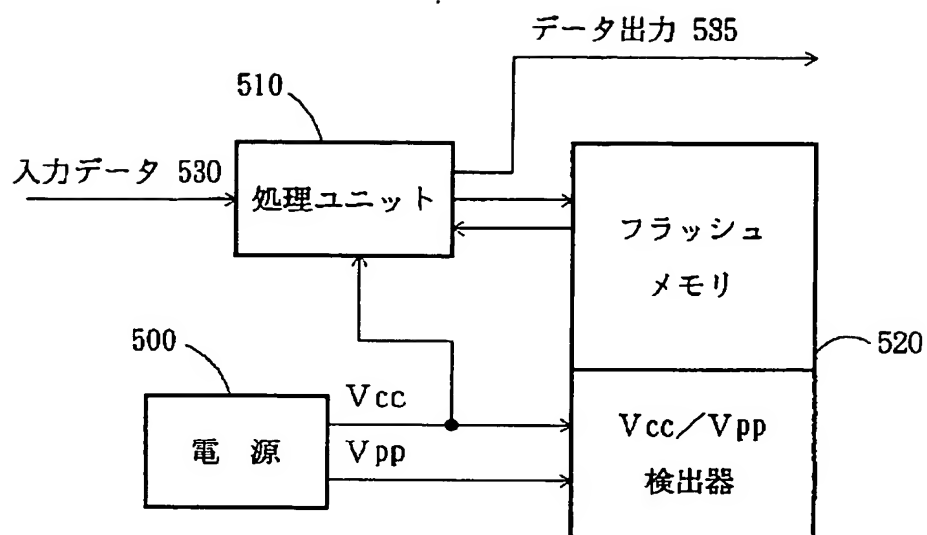 データ出力 535
510
入力データ 530
処理ユニット
フラッシュ
メモリ
500
520
Vcc
電 源
Vpp
Vcc／Vpp
検出器